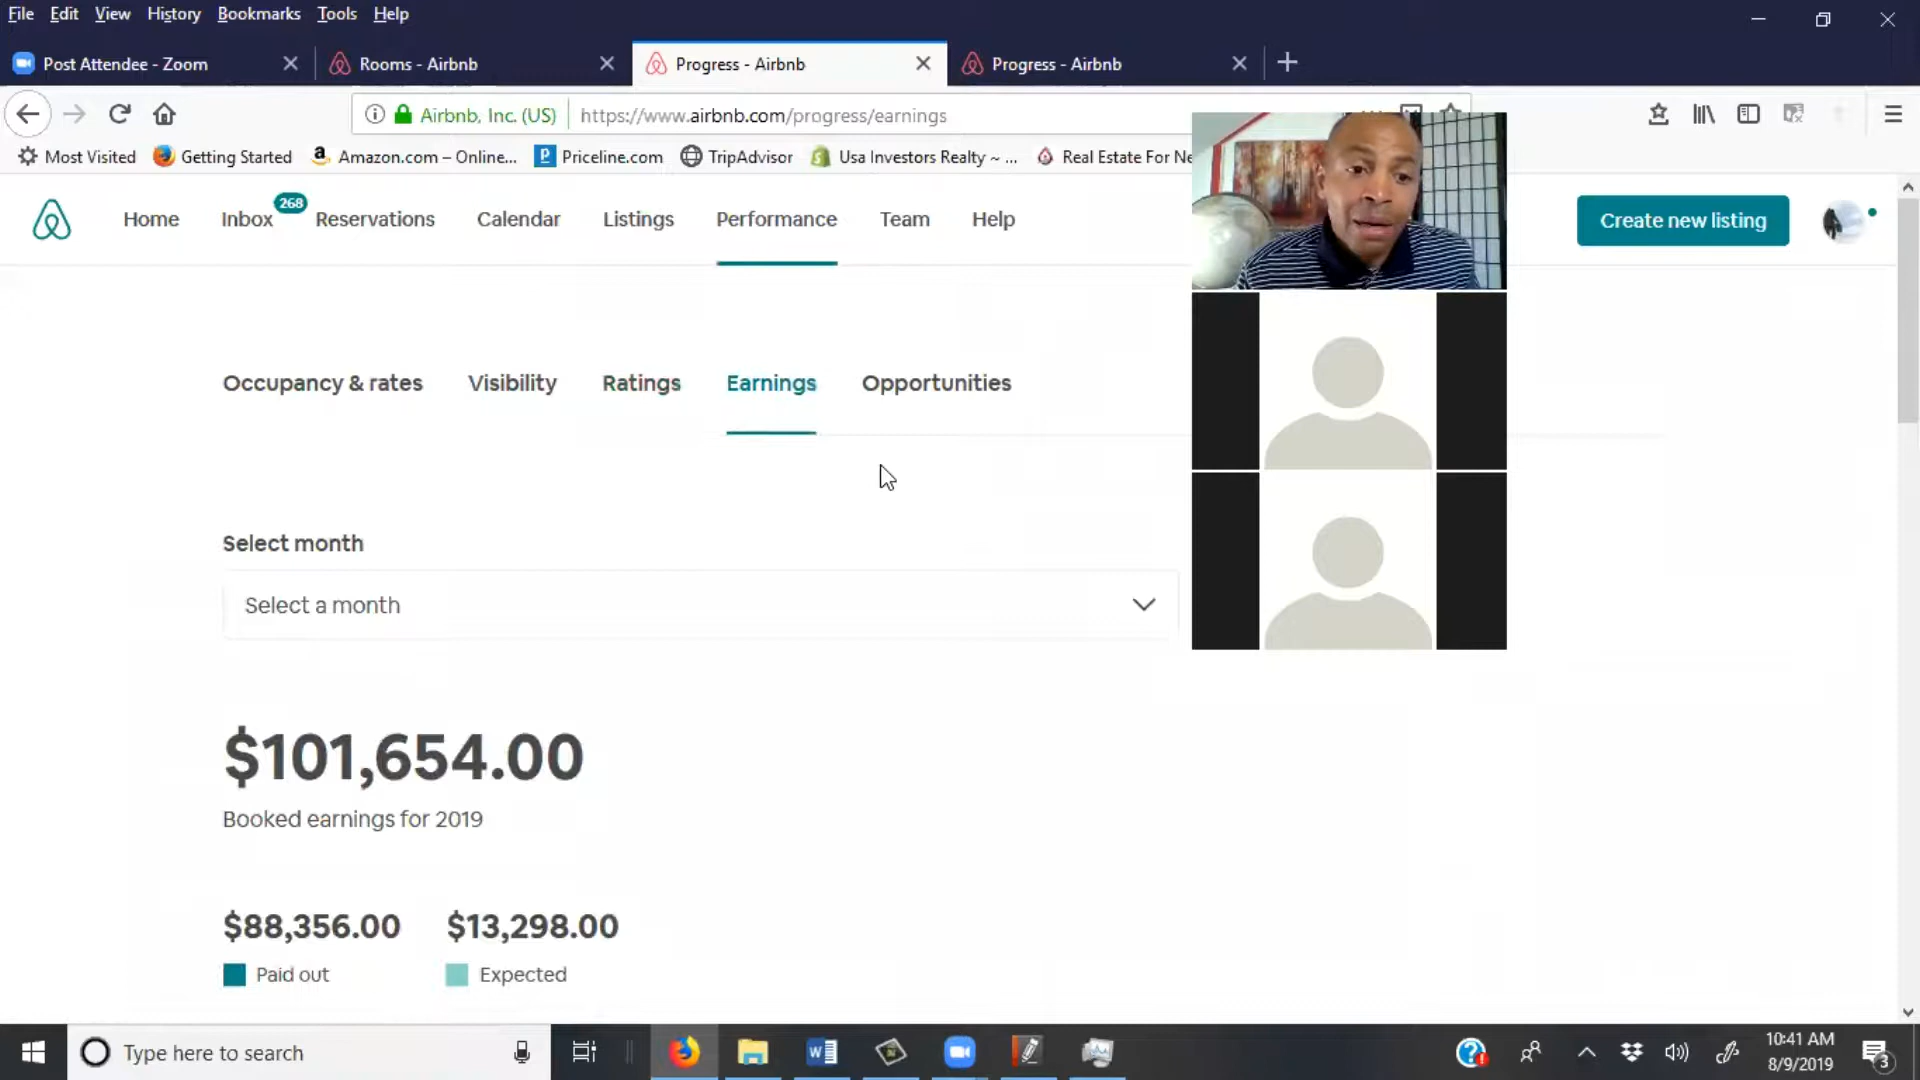 File Edit View History Bookmarks Tools Help
Post Attendee - Zoom
Rooms - Airbnb
Progress - Airbnb
Progress - Airbnb
Airbnb, Inc. (US)
https://www.airbnb.com/progress/earnings
Most Visited
Getting Started
Amazon.com – Online...
Priceline.com
TripAdvisor
Usa Investors Realty ~ ...
Real Estate For Ne
Home
Inbox
268
Reservations
Calendar
Listings
Performance
Team
Help
Create new listing
Occupancy & rates
Visibility
Ratings
Earnings
Opportunities
Select month
Select a month
$101,654.00
Booked earnings for 2019
$88,356.00 $13,298.00
Paid out Expected
Type here to search
10:41 AM
8/9/2019
3